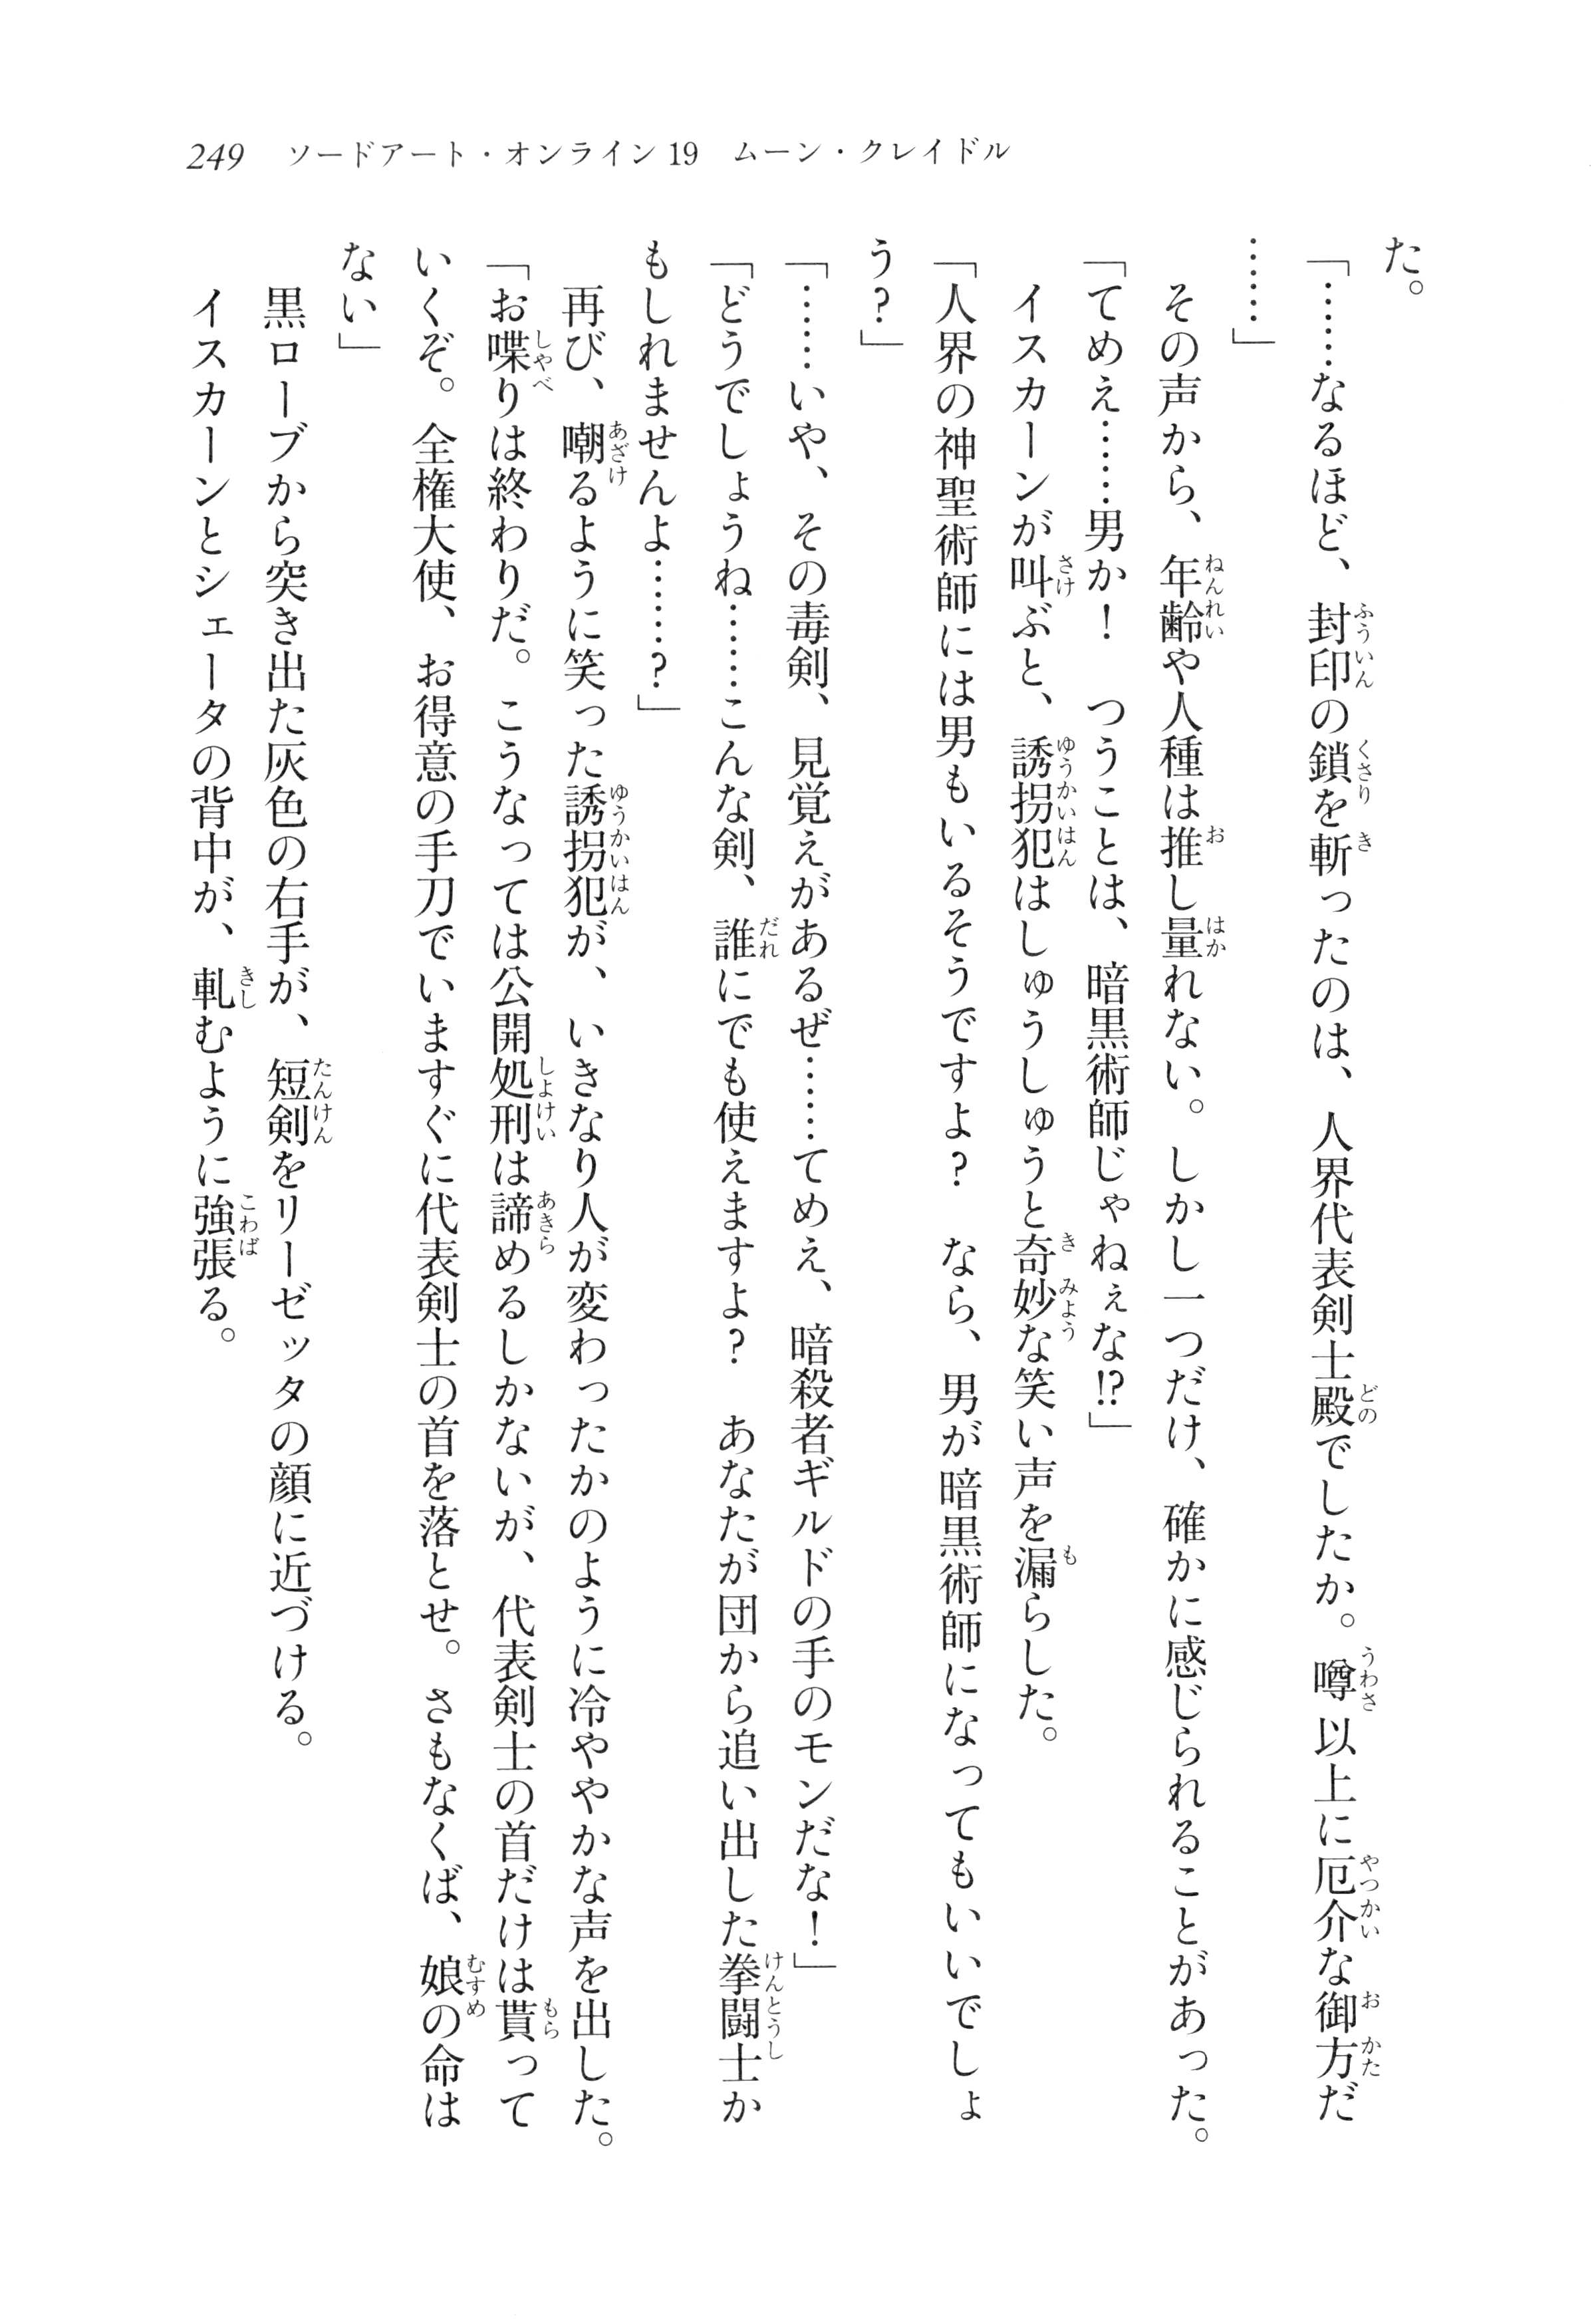 249　ソードアート・オンライン19　ムーン・クレイドル
た。
「……なるほど、封印の鎖を斬ったのは、人界代表剣士殿でしたか。噂以上に厄介な御方だ
……」
　その声から、年齢や人種は推し量れない。しかし一つだけ、確かに感じられることがあった。
「てめえ……男か！　つうことは、暗黒術師じゃねぇな!?」
　イスカーンが叫ぶと、誘拐犯はしゅうしゅうと奇妙な笑い声を漏らした。
「人界の神聖術師には男もいるそうですよ？　なら、男が暗黒術師になってもいいでしょ
う？」
「……いや、その毒剣、見覚えがあるぜ……てめえ、暗殺者ギルドの手のモンだな！」
「どうでしょうね……こんな剣、誰にでも使えますよ？　あなたが団から追い出した拳闘士か
もしれませんよ……？」
　再び、嘲るように笑った誘拐犯が、いきなり人が変わったかのように冷ややかな声を出した。
「お喋りは終わりだ。こうなっては公開処刑は諦めるしかないが、代表剣士の首だけは貰って
いくぞ。全権大使、お得意の手刀でいますぐに代表剣士の首を落とせ。さもなくば、娘の命は
ない」
　黒ローブから突き出た灰色の右手が、短剣をリーゼッタの顔に近づける。
　イスカーンとシェータの背中が、軋むように強張る。